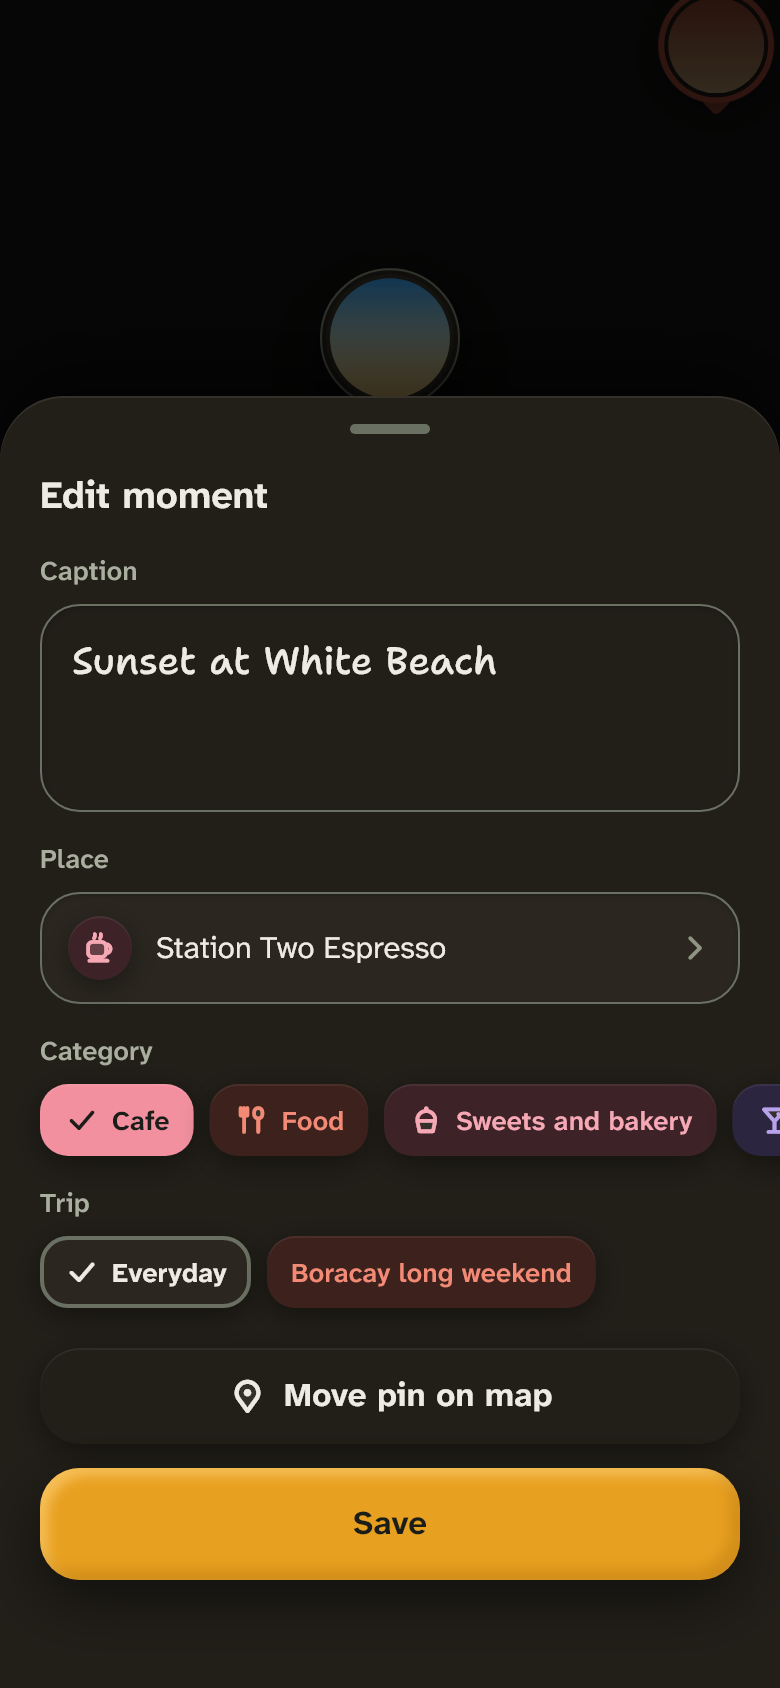 Edit moment
Caption
Sunset at White Beach
Place
Station Two Espresso
Category
Cafe Food Sweets and bakery
Trip
Everyday Boracay long weekend
Move pin on map
Save